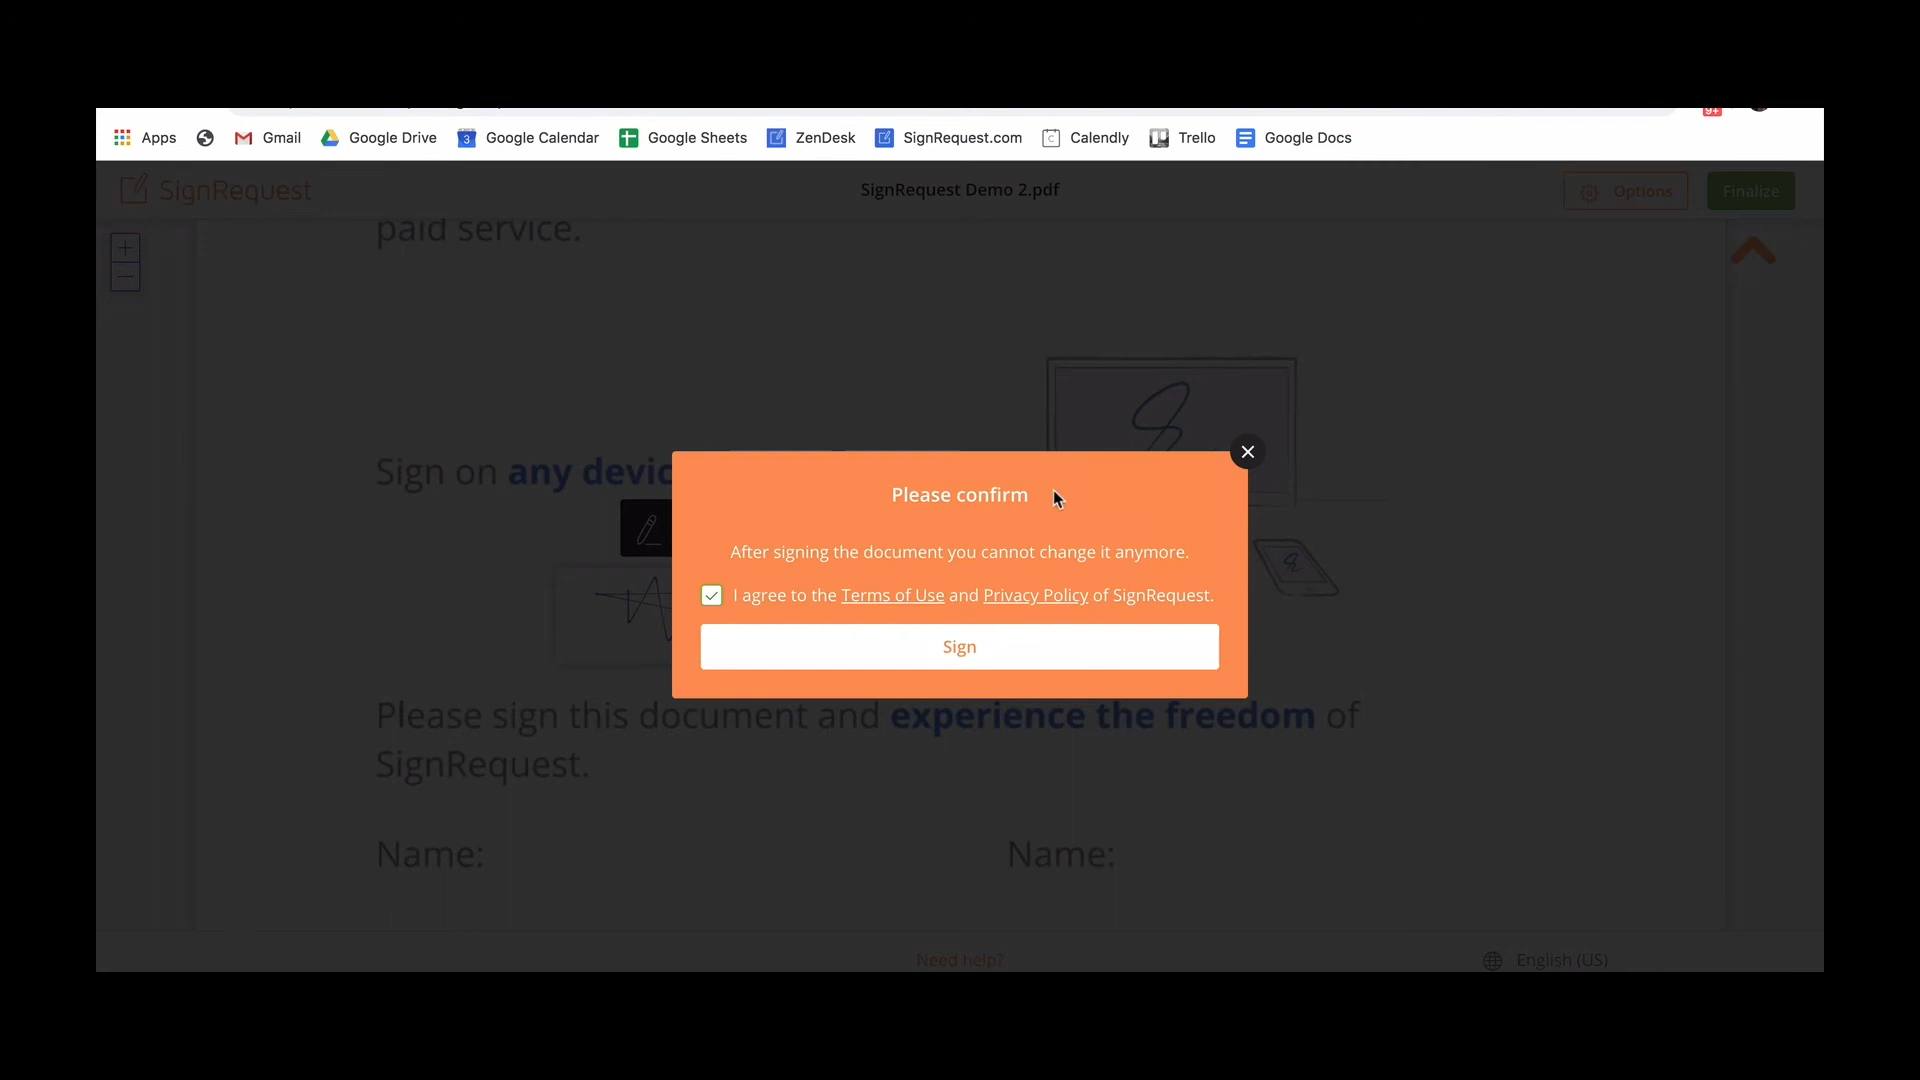 9+
Apps Gmail Google Drive 3 Google Calendar Google Sheets ZenDesk SignRequest.com C Calendly Trello Google Docs
SignRequest SignRequest Demo 2.pdf Options Finalize
paid service.
+
Sign on any devic
Please confirm
After signing the document you cannot change it anymore.
I agree to the Terms of Use and Privacy Policy of SignRequest.
Sign
Please sign this document and experience the freedom of
SignRequest.
Name: Name:
Need help? English (US)